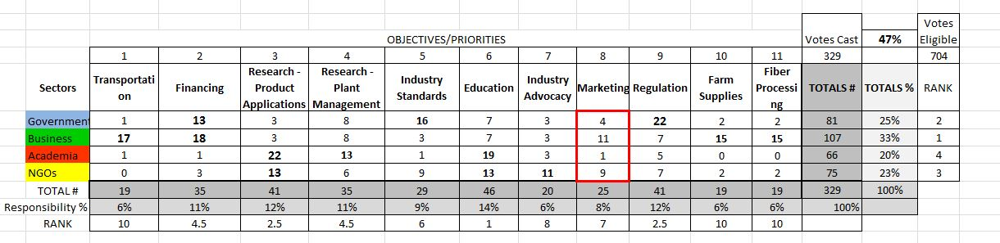 Votes
OBJECTIVES/PRIORITIES Votes Cast 47% Eligible
1 2 3 4 5 6 7 8 9 10 11 329 704
Sectors Transportati on Financing Research - Product Applications Research - Plant Management Industry Standards Education Industry Advocacy Marketing Regulation Farm Supplies Fiber Processi ng TOTALS # TOTALS % RANK
Government 1 13 3 8 16 7 3 4 22 2 2 81 25% 2
Business 17 18 3 8 3 7 3 11 7 15 15 107 33% 1
Academia 1 1 22 13 1 19 3 1 5 0 0 66 20% 4
NGOs 0 3 13 6 9 13 11 9 7 2 2 75 23% 3
TOTAL # 19 35 41 35 29 46 20 25 41 19 19 329 100%
Responsibility % 6% 11% 12% 11% 9% 14% 6% 8% 12% 6% 6% 100%
RANK 10 4.5 2.5 4.5 6 1 8 7 2.5 10 10